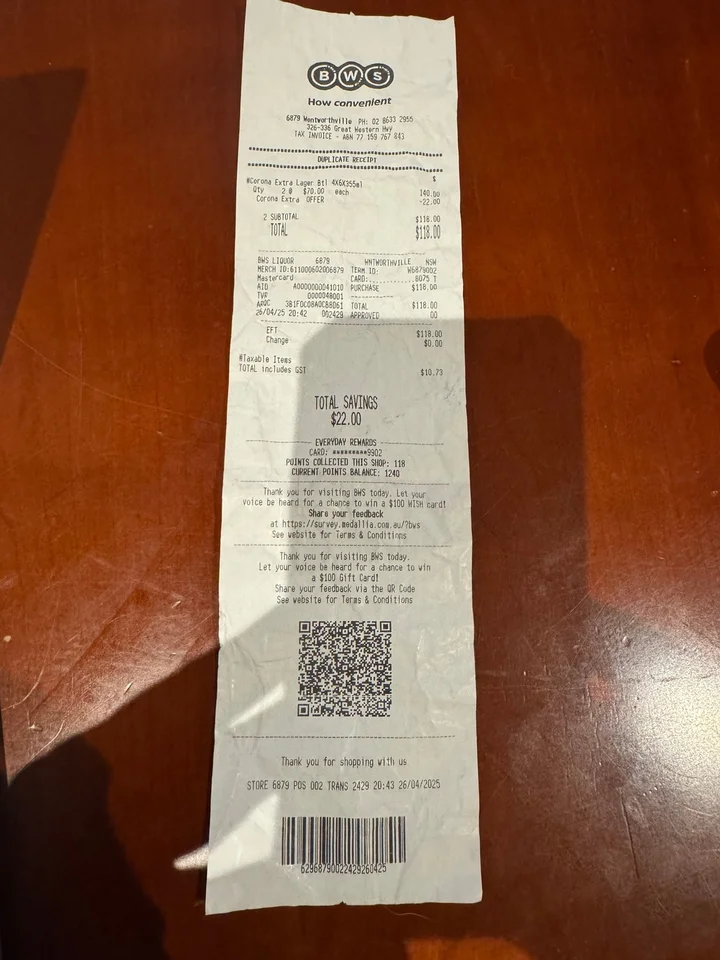 BWS
How convenient
6879 Wentworthville PH: 02 8633 2955
326-336 Great Western Hwy
TAX INVOICE - ABN 77 159 767 843
DUPLICATE RECEIPT
$
#Corona Extra Lager Btl 4X6X355ml
Qty 2 @ $70.00 each 140.00
Corona Extra OFFER -22.00
2 SUBTOTAL $118.00
TOTAL $118.00
BWS LIQUOR 6879 WNTWORTHVILLE NSW
MERCH ID:611000602006879 TERM ID: W6879002
Mastercard CARD:..........6075 T
AID A0000000041010 PURCHASE $118.00
TVR 0000048001 ----------
ARQC 3B1F0C08A0CB8D61 TOTAL $118.00
26/04/25 20:42 002429 APPROVED 00
EFT $118.00
Change $0.00
#Taxable Items
TOTAL includes GST $10.73
TOTAL SAVINGS
$22.00
EVERYDAY REWARDS
CARD: *********9902
POINTS COLLECTED THIS SHOP: 118
CURRENT POINTS BALANCE: 1240
Thank you for visiting BWS today. Let your
voice be heard for a chance to win a $100 WISH card!
Share your feedback
at https://survey.medallia.com.au/?bws
See website for Terms & Conditions
Thank you for visiting BWS today.
Let your voice be heard for a chance to win
a $100 Gift Card!
Share your feedback via the QR Code
See website for Terms & Conditions
Thank you for shopping with us
STORE 6879 POS 002 TRANS 2429 20:43 26/04/2025
62968790022429260425